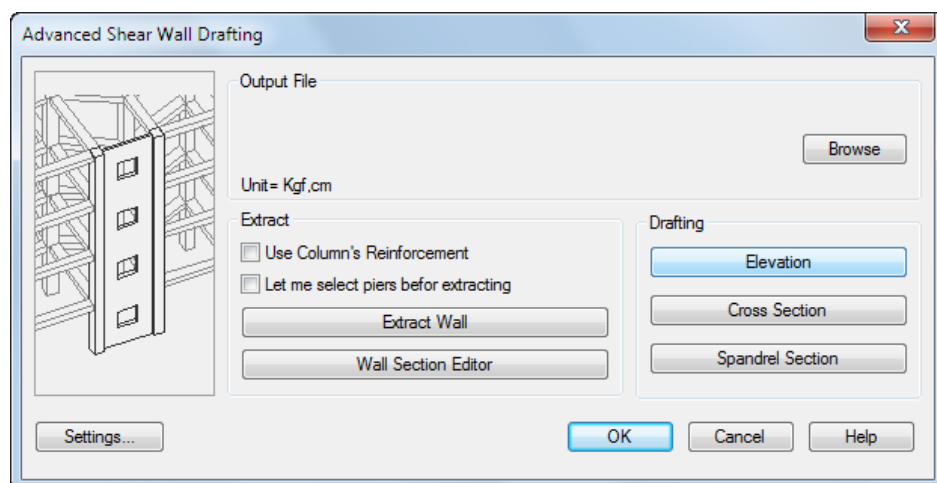 Advanced Shear Wall Drafting
Output File
Browse
Unit= Kgf,cm
Extract
Use Column's Reinforcement
Let me select piers befor extracting
Extract Wall
Wall Section Editor
Drafting
Elevation
Cross Section
Spandrel Section
Settings...
OK
Cancel
Help